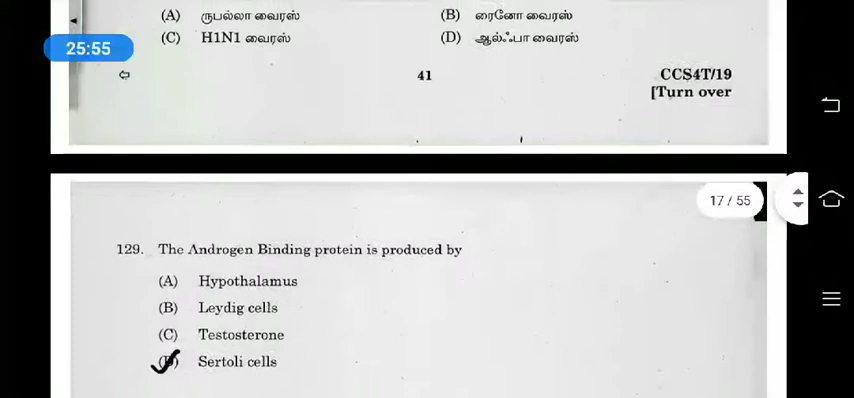 (A) ருபல்லா வைரஸ் (B) ரைனோ வைரஸ்
(C) H1N1 வைரஸ் (D) ஆல்ஃபா வைரஸ்
25:55
41 CCS4T/19
[Turn over
17 / 55
129. The Androgen Binding protein is produced by
(A) Hypothalamus
(B) Leydig cells
(C) Testosterone
(D) Sertoli cells